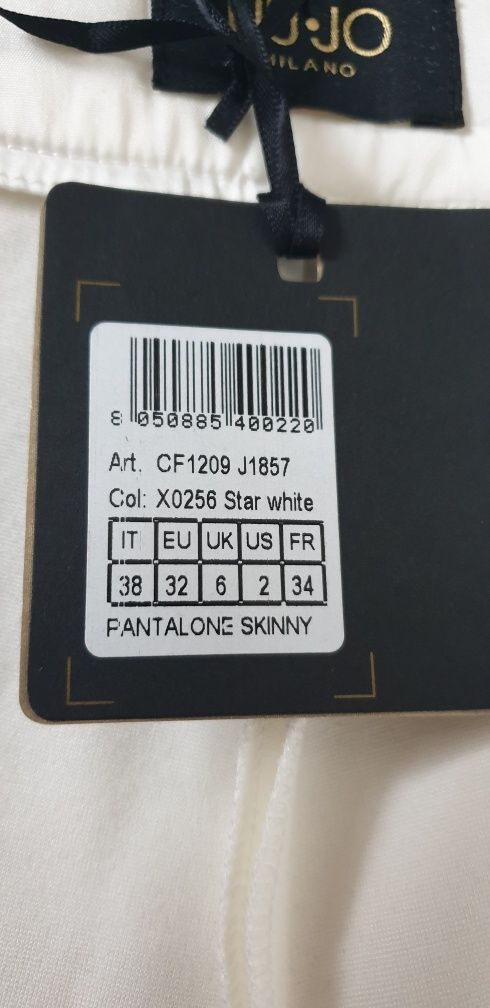 JO
MILANO
8 050885 400220
Art. CF1209 J1857
Col: X0256 Star white
IT EU UK US FR
38 32 6 2 34
PANTALONE SKINNY